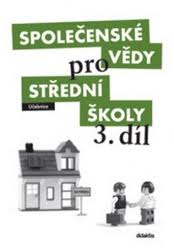 SPOLEČENSKÉ
VĚDY
pro
STŘEDNÍ
ŠKOLY
Učebnice
3. díl
didaktis